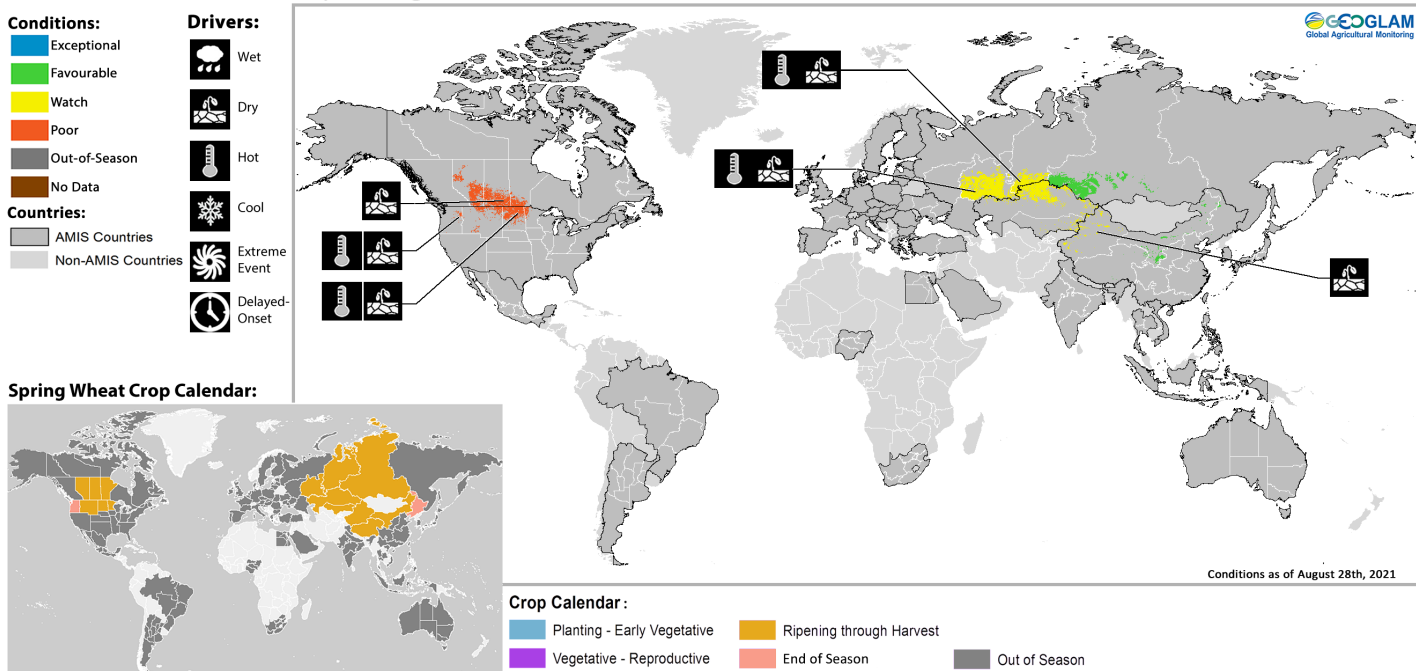 Conditions:
Exceptional
Favourable
Watch
Poor
Out-of-Season
No Data
Countries:
AMIS Countries
Non-AMIS Countries
Drivers:
Wet
Dry
Hot
Cool
Extreme
Event
Delayed-
Onset
GEOGLAM
Global Agricultural Monitoring
Conditions as of August 28th, 2021
Spring Wheat Crop Calendar:
Crop Calendar :
Planting - Early Vegetative
Ripening through Harvest
Vegetative - Reproductive
End of Season
Out of Season